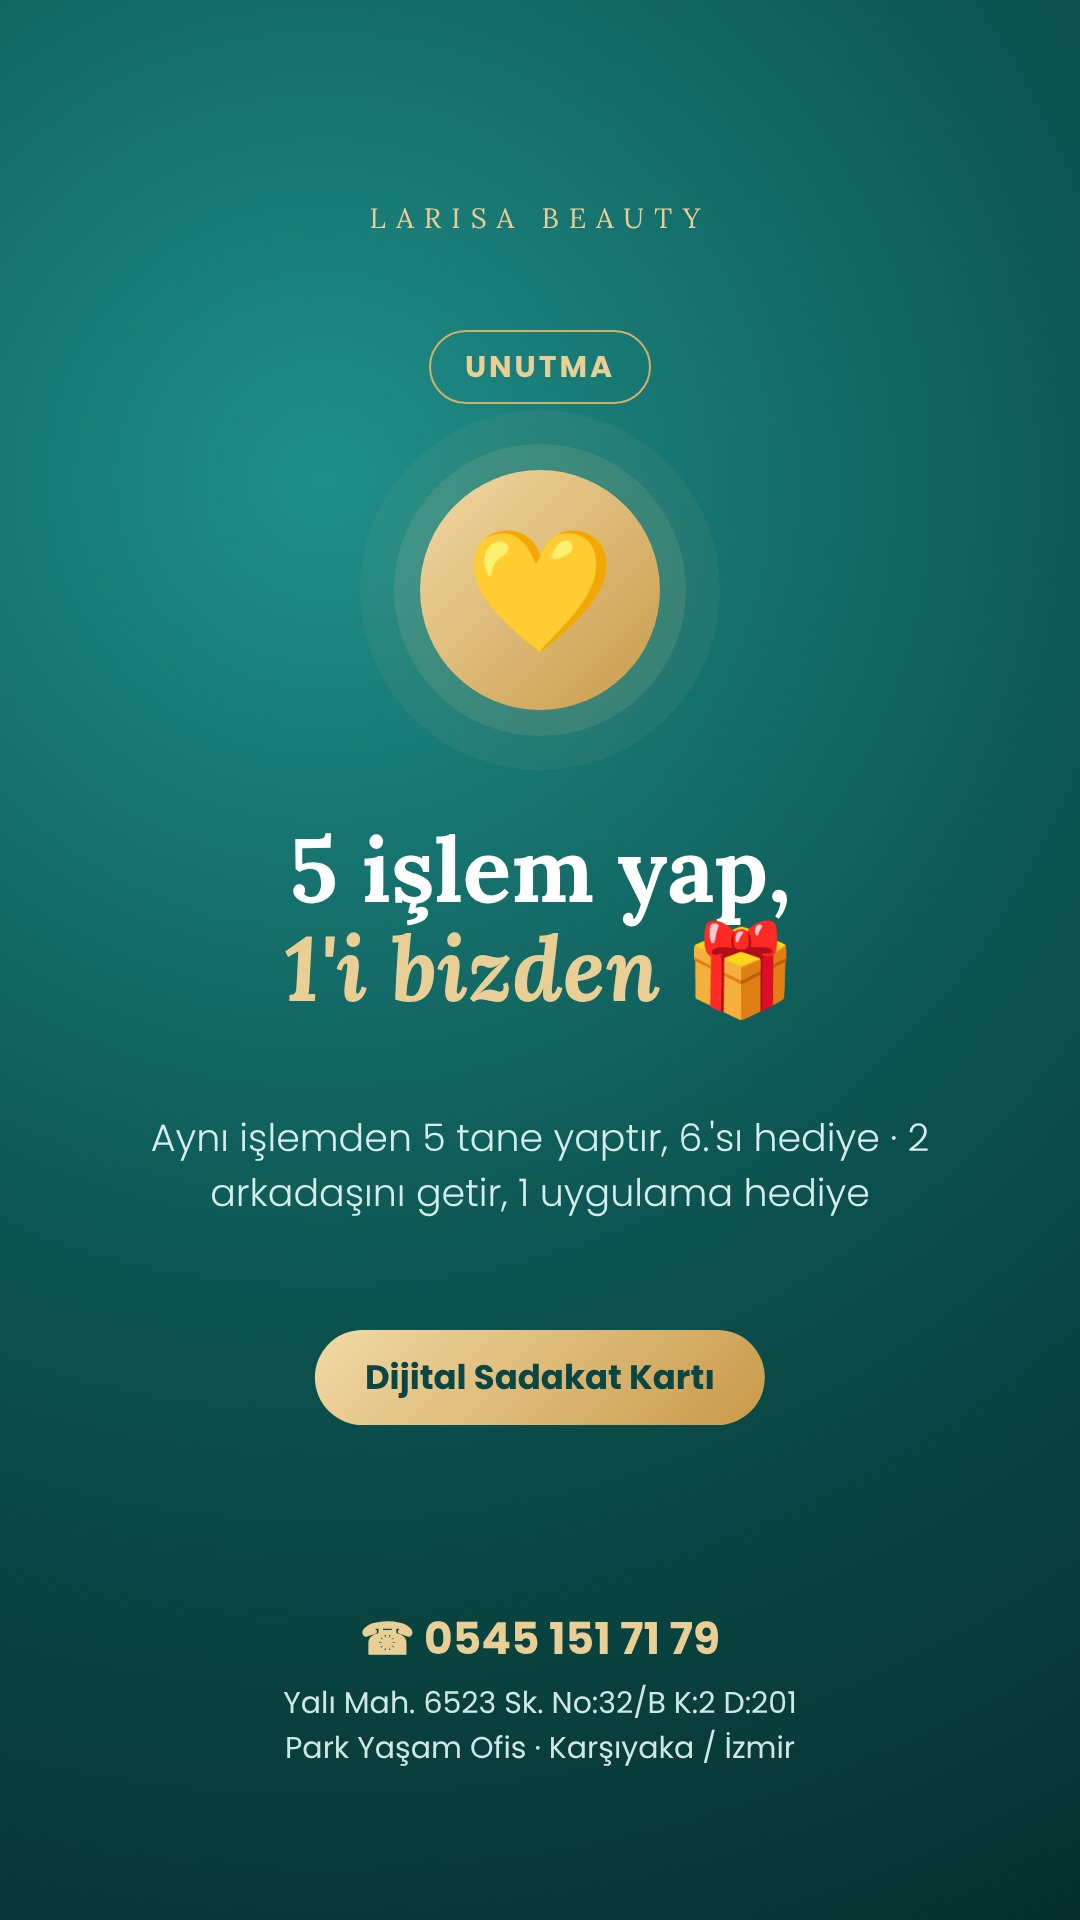 LARISA BEAUTY
UNUTMA
5 işlem yap,
1'i bizden 🎁
Aynı işlemden 5 tane yaptır, 6.'sı hediye · 2
arkadaşını getir, 1 uygulama hediye
Dijital Sadakat Kartı
☎ 0545 151 71 79
Yalı Mah. 6523 Sk. No:32/B K:2 D:201
Park Yaşam Ofis · Karşıyaka / İzmir